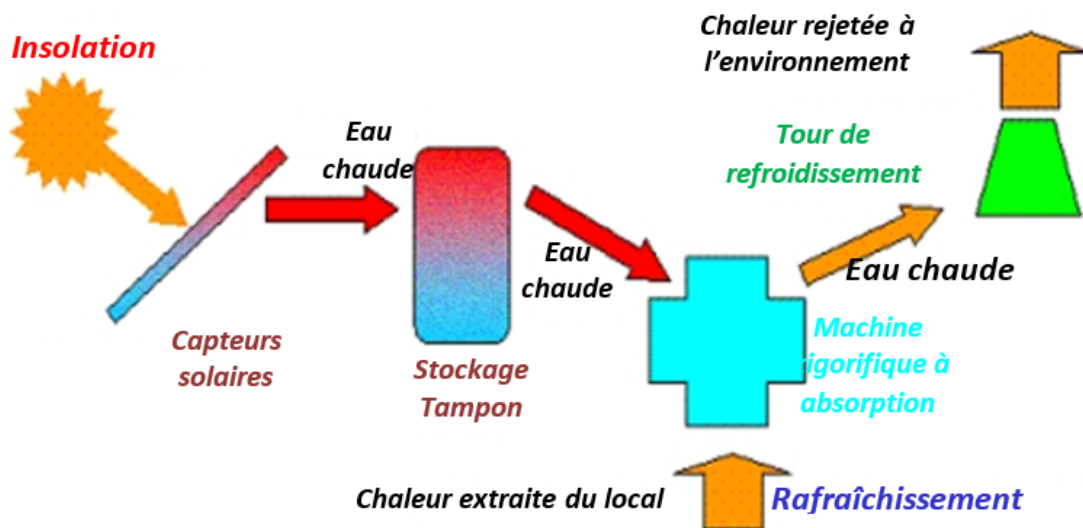 Insolation
Chaleur rejetée à
l'environnement
Eau
chaude
Tour de
refroidissement
Eau
chaude
Eau chaude
Capteurs
solaires
Stockage
Tampon
Machine
rigorifique à
absorption
Chaleur extraite du local
Rafraîchissement